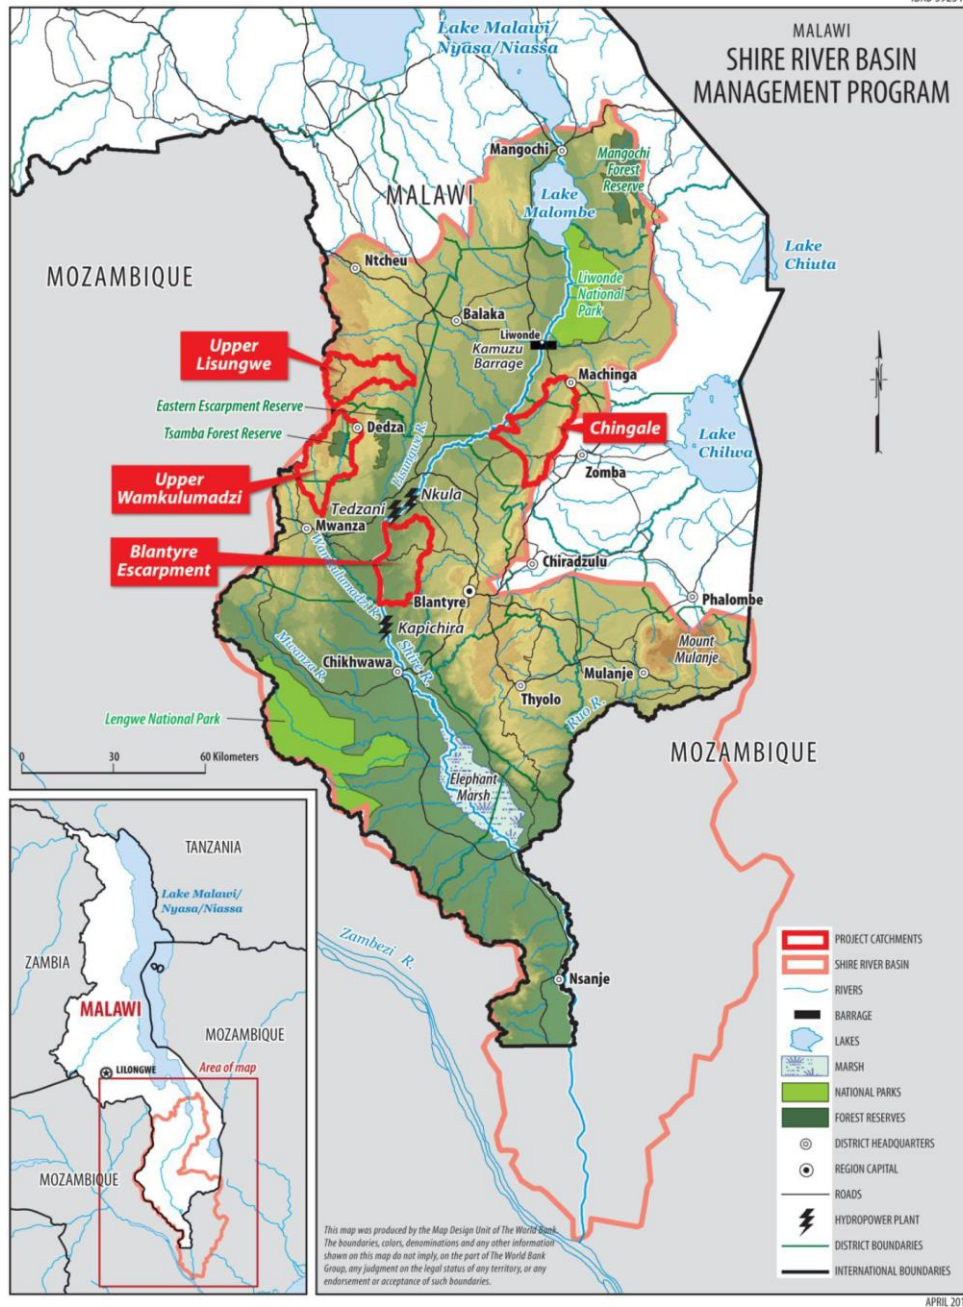 MALAWI
SHIRE RIVER BASIN
MANAGEMENT PROGRAM
Lake Malawi/
Nyasa/Niassa
Mangochi
Mangochi
Forest
Reserve
MALAWI
Lake
Malombe
Lake
Chiuta
MOZAMBIQUE
Ntcheu
Liwonde
National
Park
Balaka
Liwonde
Kamuzu
Barrage
Upper
Lisungwe
Machinga
Eastern Escarpment Reserve
Dedza
Chingale
Lake
Chilwa
Tsamba Forest Reserve
Lisungwe R.
Zomba
Upper
Wamkulumadzi
Nkula
Tedzani
Mwanza
Wamkulumadzi R.
Blantyre
Escarpment
Chiradzulu
Blantyre
Phalombe
Kapichira
Mount
Mulanje
Mwanza R.
Shire R.
Chikhwawa
Mulanje
Thyolo
Ruo R.
Lengwe National Park
MOZAMBIQUE
0 30 60 Kilometers
Elephant
Marsh
Zambezi R.
Nsanje
TANZANIA
Lake Malawi/
Nyasa/Niassa
ZAMBIA
MALAWI
MOZAMBIQUE
LILONGWE
Area of map
MOZAMBIQUE
PROJECT CATCHMENTS
SHIRE RIVER BASIN
RIVERS
BARRAGE
LAKES
MARSH
NATIONAL PARKS
FOREST RESERVES
DISTRICT HEADQUARTERS
REGION CAPITAL
ROADS
HYDROPOWER PLANT
DISTRICT BOUNDARIES
INTERNATIONAL BOUNDARIES
This map was produced by the Map Design Unit of The World Bank.
The boundaries, colors, denominations and any other information
shown on this map do not imply, on the part of The World Bank
Group, any judgment on the legal status of any territory, or any
endorsement or acceptance of such boundaries.
APRIL 201